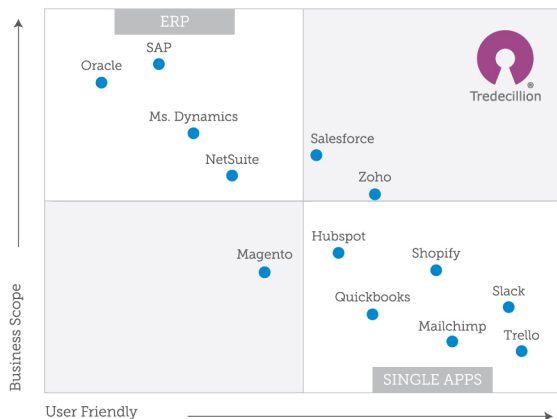 ERP
SAP
Oracle
Tredecillion
®
Ms. Dynamics
Salesforce
NetSuite
Zoho
Hubspot
Magento
Shopify
Quickbooks
Slack
Mailchimp
Trello
SINGLE APPS
Business Scope
User Friendly